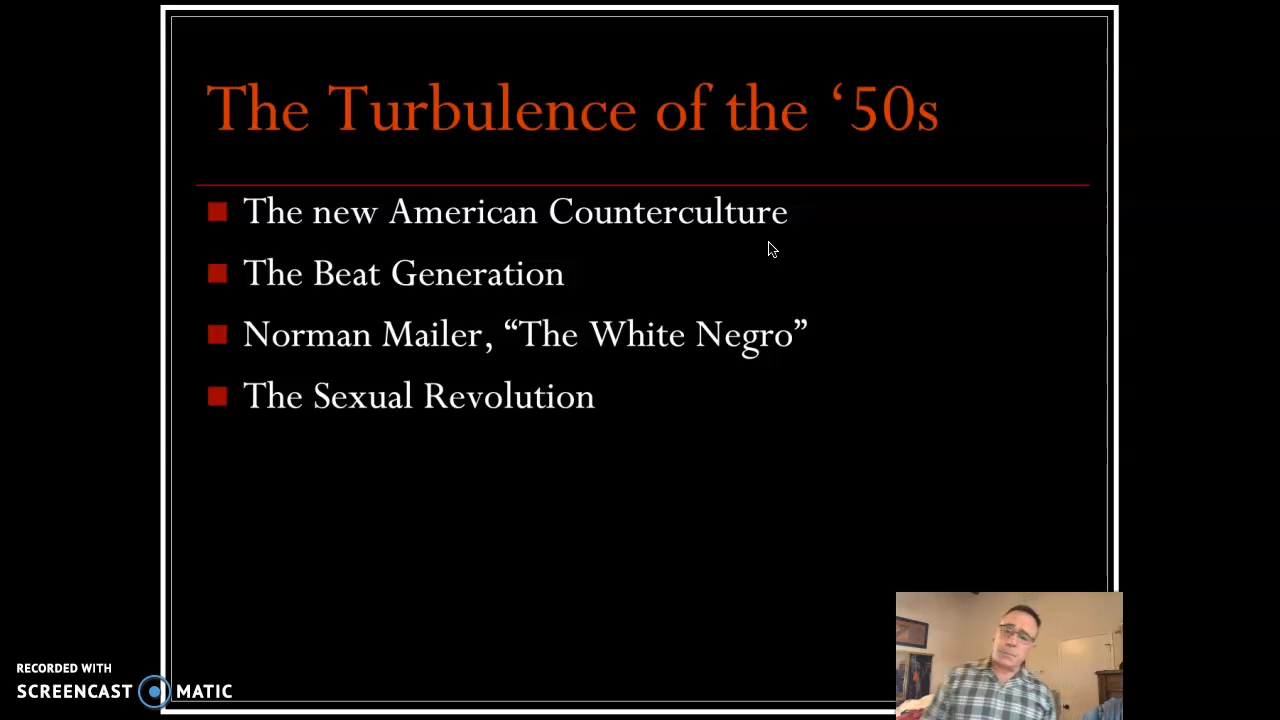 The Turbulence of the ‘50s
The new American Counterculture
The Beat Generation
Norman Mailer, “The White Negro”
The Sexual Revolution
RECORDED WITH
SCREENCAST MATIC